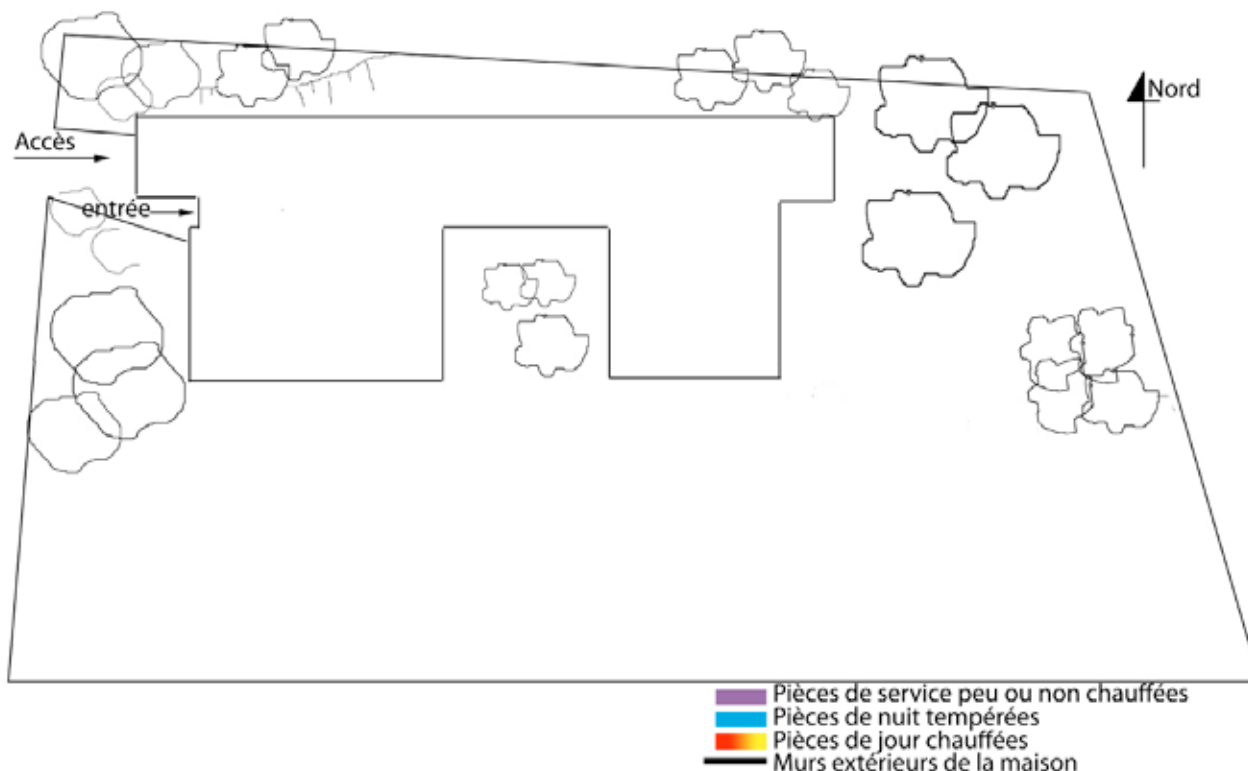 Nord
Accès
entrée
Pièces de service peu ou non chauffées
Pièces de nuit tempérées
Pièces de jour chauffées
Murs extérieurs de la maison